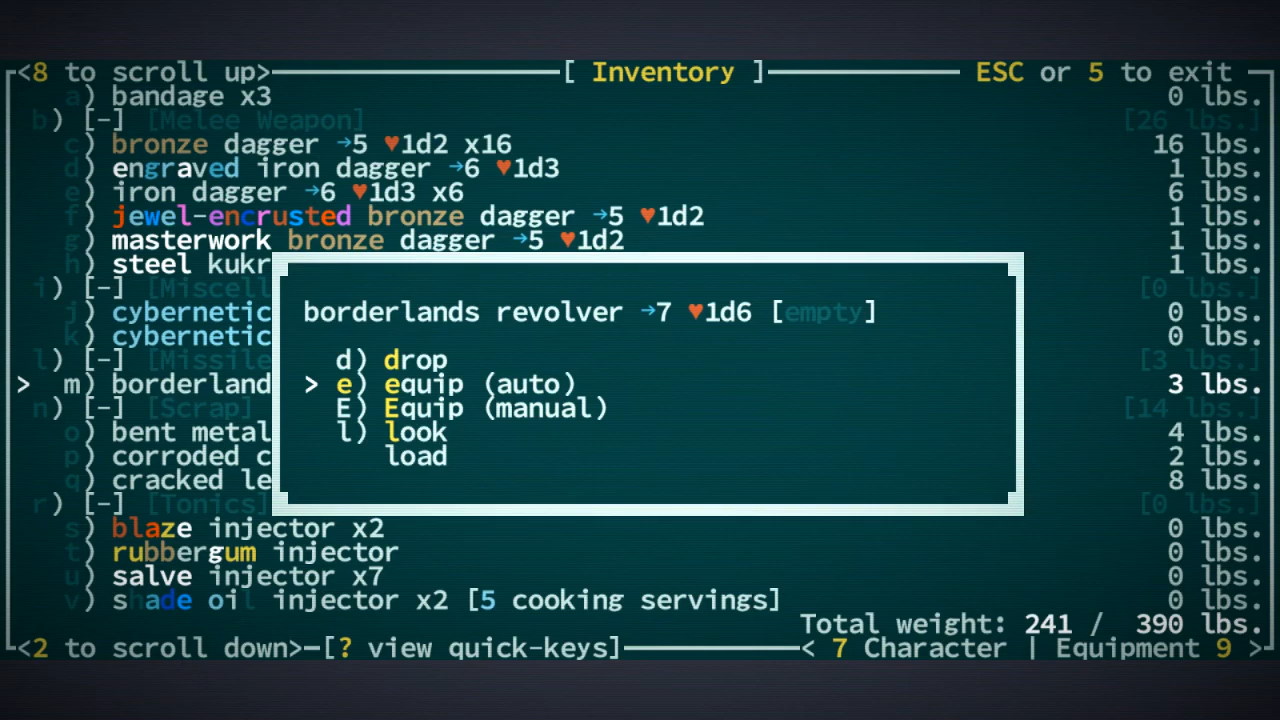 <8 to scroll up> [ Inventory ] ESC or 5 to exit
a) bandage x3 0 lbs.
b) [-] [Melee Weapon] [26 lbs.]
c) bronze dagger →5 ♥1d2 x16 16 lbs.
d) engraved iron dagger →6 ♥1d3 1 lbs.
e) iron dagger →6 ♥1d3 x6 6 lbs.
f) jewel-encrusted bronze dagger →5 ♥1d2 1 lbs.
g) masterwork bronze dagger →5 ♥1d2 1 lbs.
h) steel kukr 1 lbs.
i) [-] [Miscell [0 lbs.]
j) cybernetic 0 lbs.
k) cybernetic 0 lbs.
l) [-] [Missile [3 lbs.]
> m) borderland 3 lbs.
n) [-] [Scrap] [14 lbs.]
o) bent metal 4 lbs.
p) corroded c 2 lbs.
q) cracked le 8 lbs.
r) [-] [Tonics] [0 lbs.]
s) blaze injector x2 0 lbs.
t) rubbergum injector 0 lbs.
u) salve injector x7 0 lbs.
v) shade oil injector x2 [5 cooking servings] 0 lbs.
borderlands revolver →7 ♥1d6 [empty]
d) drop
> e) equip (auto)
E) Equip (manual)
l) look
load
Total weight: 241 / 390 lbs.
<2 to scroll down> [? view quick-keys] < 7 Character | Equipment 9 >